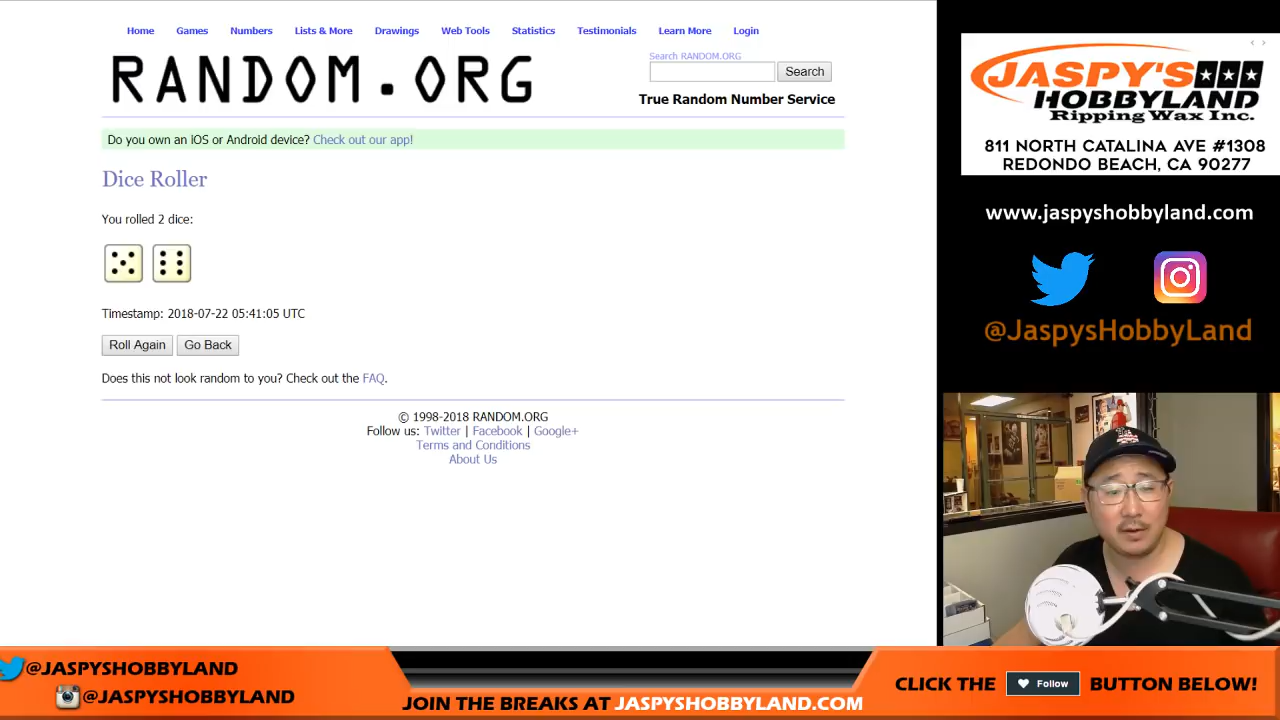 Home Games Numbers Lists & More Drawings Web Tools Statistics Testimonials Learn More Login
RANDOM.ORG
Search RANDOM.ORG
Search
True Random Number Service
Do you own an iOS or Android device? Check out our app!
Dice Roller
You rolled 2 dice:
Timestamp: 2018-07-22 05:41:05 UTC
Roll Again Go Back
Does this not look random to you? Check out the FAQ.
© 1998-2018 RANDOM.ORG
Follow us: Twitter | Facebook | Google+
Terms and Conditions
About Us
JASPY'S
HOBBYLAND
Ripping Wax Inc.
811 NORTH CATALINA AVE #1308
REDONDO BEACH, CA 90277
www.jaspyshobbyland.com
@JaspysHobbyLand
@JASPYSHOBBYLAND
@JASPYSHOBBYLAND
JOIN THE BREAKS AT JASPYSHOBBYLAND.COM
CLICK THE Follow BUTTON BELOW!